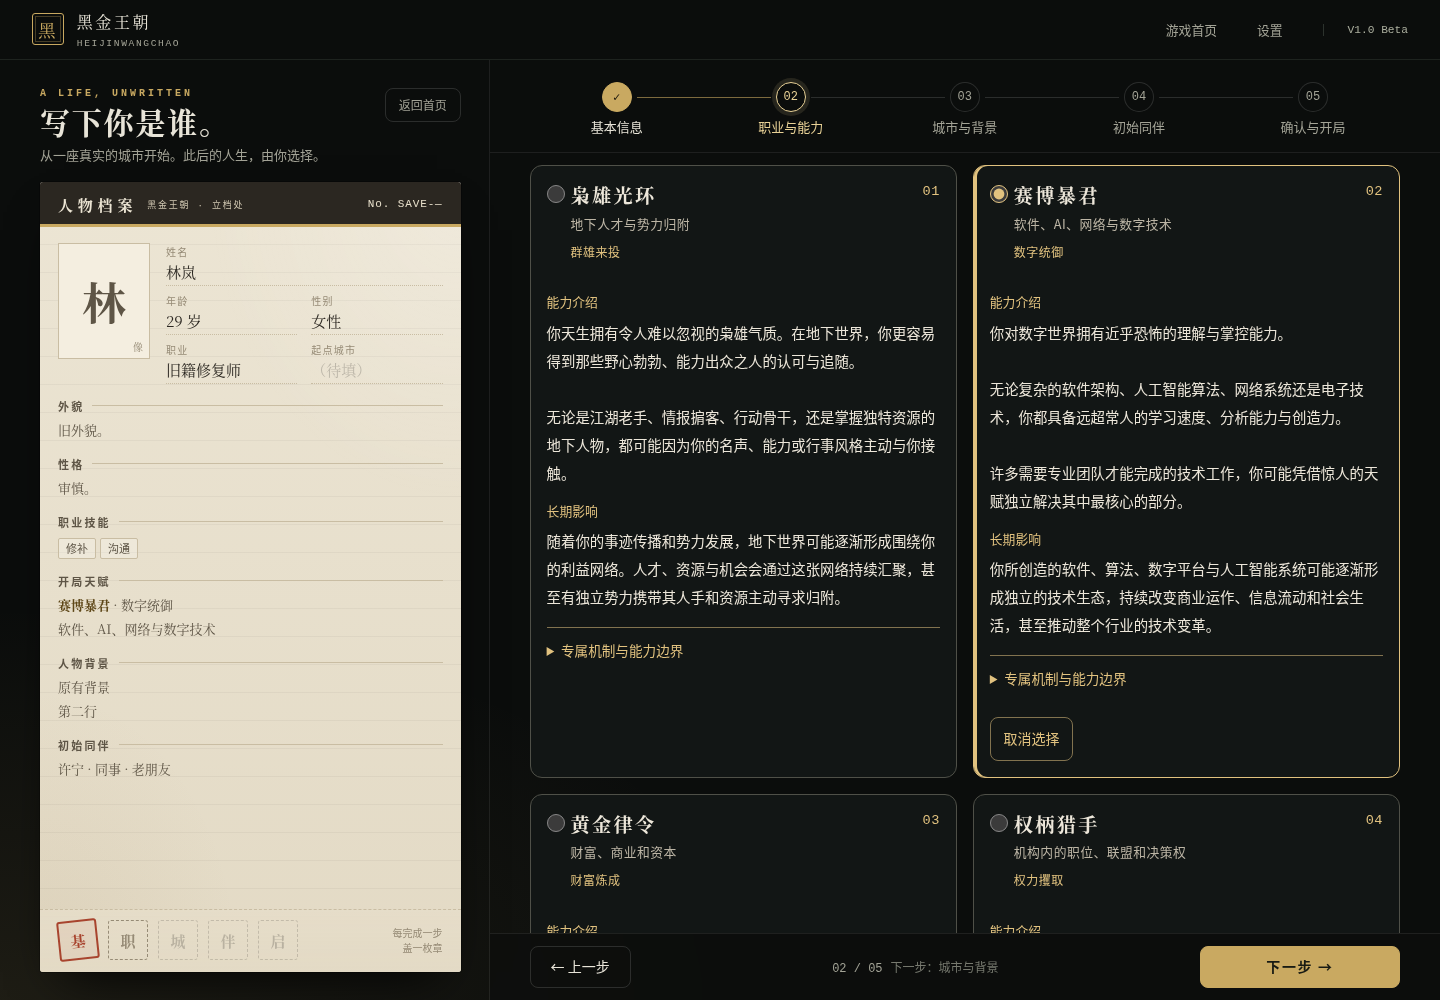 黑
黑金王朝
HEIJINWANGCHAO
游戏首页
设置
V1.0 Beta
A LIFE, UNWRITTEN
写下你是谁。
从一座真实的城市开始。此后的人生，由你选择。
返回首页
人物档案
黑金王朝 · 立档处
No. SAVE-—
林
像
姓名
林岚
年龄
29 岁
性别
女性
职业
旧籍修复师
起点城市
（待填）
外貌
旧外貌。
性格
审慎。
职业技能
修补
沟通
开局天赋
赛博暴君 · 数字统御
软件、AI、网络与数字技术
人物背景
原有背景
第二行
初始同伴
许宁 · 同事 · 老朋友
基
职
城
伴
启
每完成一步
盖一枚章
✓
基本信息
02
职业与能力
03
城市与背景
04
初始同伴
05
确认与开局
枭雄光环
01
地下人才与势力归附
群雄来投
能力介绍
你天生拥有令人难以忽视的枭雄气质。在地下世界，你更容易
得到那些野心勃勃、能力出众之人的认可与追随。
无论是江湖老手、情报掮客、行动骨干，还是掌握独特资源的
地下人物，都可能因为你的名声、能力或行事风格主动与你接
触。
长期影响
随着你的事迹传播和势力发展，地下世界可能逐渐形成围绕你
的利益网络。人才、资源与机会会通过这张网络持续汇聚，甚
至有独立势力携带其人手和资源主动寻求归附。
▶ 专属机制与能力边界
赛博暴君
02
软件、AI、网络与数字技术
数字统御
能力介绍
你对数字世界拥有近乎恐怖的理解与掌控能力。
无论复杂的软件架构、人工智能算法、网络系统还是电子技
术，你都具备远超常人的学习速度、分析能力与创造力。
许多需要专业团队才能完成的技术工作，你可能凭借惊人的天
赋独立解决其中最核心的部分。
长期影响
你所创造的软件、算法、数字平台与人工智能系统可能逐渐形
成独立的技术生态，持续改变商业运作、信息流动和社会生
活，甚至推动整个行业的技术变革。
▶ 专属机制与能力边界
取消选择
黄金律令
03
财富、商业和资本
财富炼成
能力介绍
权柄猎手
04
机构内的职位、联盟和决策权
权力攫取
能力介绍
← 上一步
02 / 05 下一步：城市与背景
下一步 →